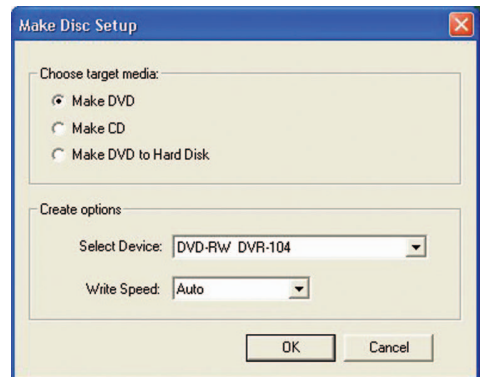 Make Disc Setup
Choose target media:
Make DVD
Make CD
Make DVD to Hard Disk
Create options
Select Device: DVD-RW DVR-104
Write Speed: Auto
OK Cancel